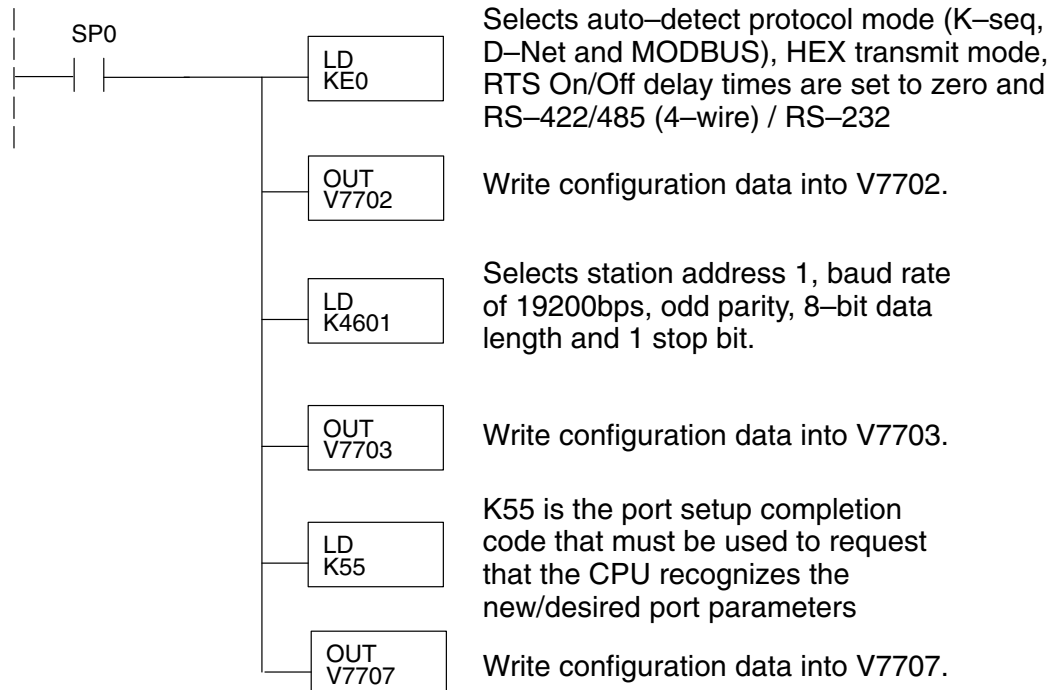 SP0
LD
KE0
Selects auto–detect protocol mode (K–seq,
D–Net and MODBUS), HEX transmit mode,
RTS On/Off delay times are set to zero and
RS–422/485 (4–wire) / RS–232
OUT
V7702
Write configuration data into V7702.
LD
K4601
Selects station address 1, baud rate
of 19200bps, odd parity, 8–bit data
length and 1 stop bit.
OUT
V7703
Write configuration data into V7703.
LD
K55
K55 is the port setup completion
code that must be used to request
that the CPU recognizes the
new/desired port parameters
OUT
V7707
Write configuration data into V7707.